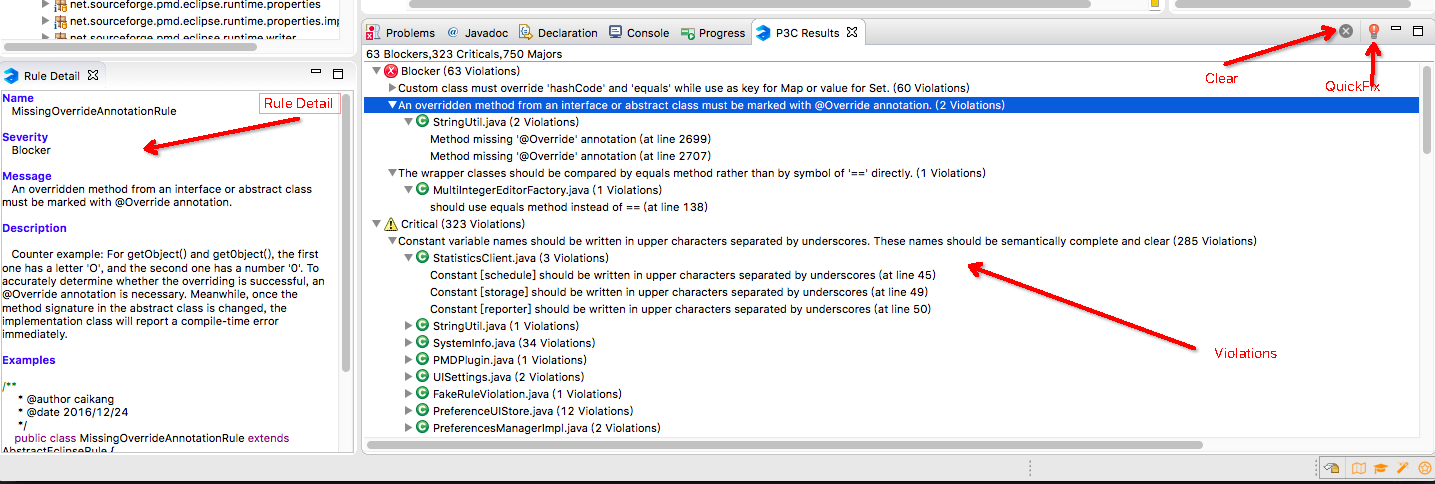 net.sourceforge.pmd.eclipse.runtime.properties
net.sourceforge.pmd.eclipse.runtime.properties.imp
net.sourceforge.pmd.eclipse.runtime.writer
Rule Detail
Name
MissingOverrideAnnotationRule
Rule Detail
Severity
Blocker
Message
An overridden method from an interface or abstract class
must be marked with @Override annotation.
Description
Counter example: For getObject() and get0bject(), the first
one has a letter 'O', and the second one has a number '0'. To
accurately determine whether the overriding is successful, an
@Override annotation is necessary. Meanwhile, once the
method signature in the abstract class is changed, the
implementation class will report a compile-time error
immediately.
Examples
/**
* @author caikang
* @date 2016/12/24
*/
public class MissingOverrideAnnotationRule extends
AbstractEclipseRule {
Problems @ Javadoc Declaration Console Progress P3C Results
63 Blockers,323 Criticals,750 Majors
Clear
QuickFix
Blocker (63 Violations)
Custom class must override 'hashCode' and 'equals' while use as key for Map or value for Set. (60 Violations)
An overridden method from an interface or abstract class must be marked with @Override annotation. (2 Violations)
StringUtil.java (2 Violations)
Method missing '@Override' annotation (at line 2699)
Method missing '@Override' annotation (at line 2707)
The wrapper classes should be compared by equals method rather than by symbol of '==' directly. (1 Violations)
MultiIntegerEditorFactory.java (1 Violations)
should use equals method instead of == (at line 138)
Critical (323 Violations)
Constant variable names should be written in upper characters separated by underscores. These names should be semantically complete and clear (285 Violations)
StatisticsClient.java (3 Violations)
Constant [schedule] should be written in upper characters separated by underscores (at line 45)
Constant [storage] should be written in upper characters separated by underscores (at line 49)
Constant [reporter] should be written in upper characters separated by underscores (at line 50)
StringUtil.java (1 Violations)
SystemInfo.java (34 Violations)
PMDPlugin.java (1 Violations)
UISettings.java (2 Violations)
FakeRuleViolation.java (1 Violations)
PreferenceUIStore.java (12 Violations)
PreferencesManagerImpl.java (2 Violations)
Violations